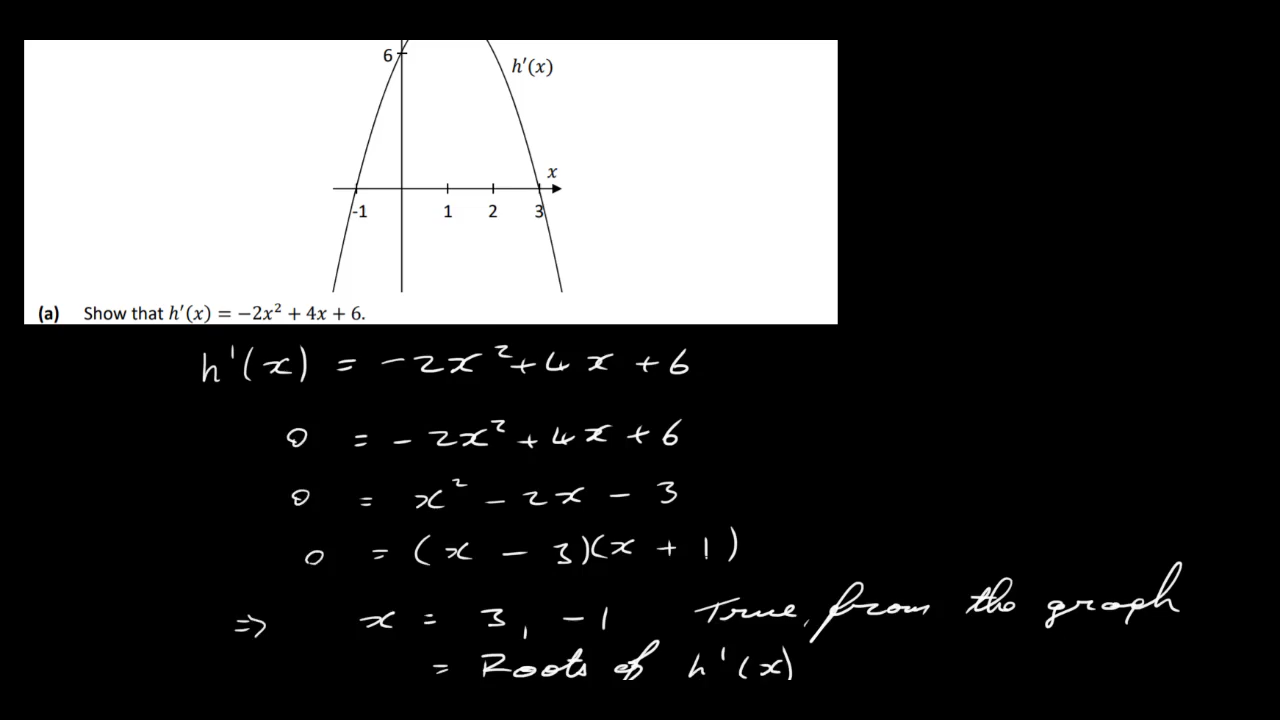 6
h′(x)
x
-1 1 2 3
(a) Show that h′(x) = −2x² + 4x + 6.
h'(x) = -2x² + 4x + 6
0 = -2x² + 4x + 6
0 = x² - 2x - 3
0 = (x - 3)(x + 1)
⇒ x = 3, -1 True, from the graph
= Roots of h'(x)